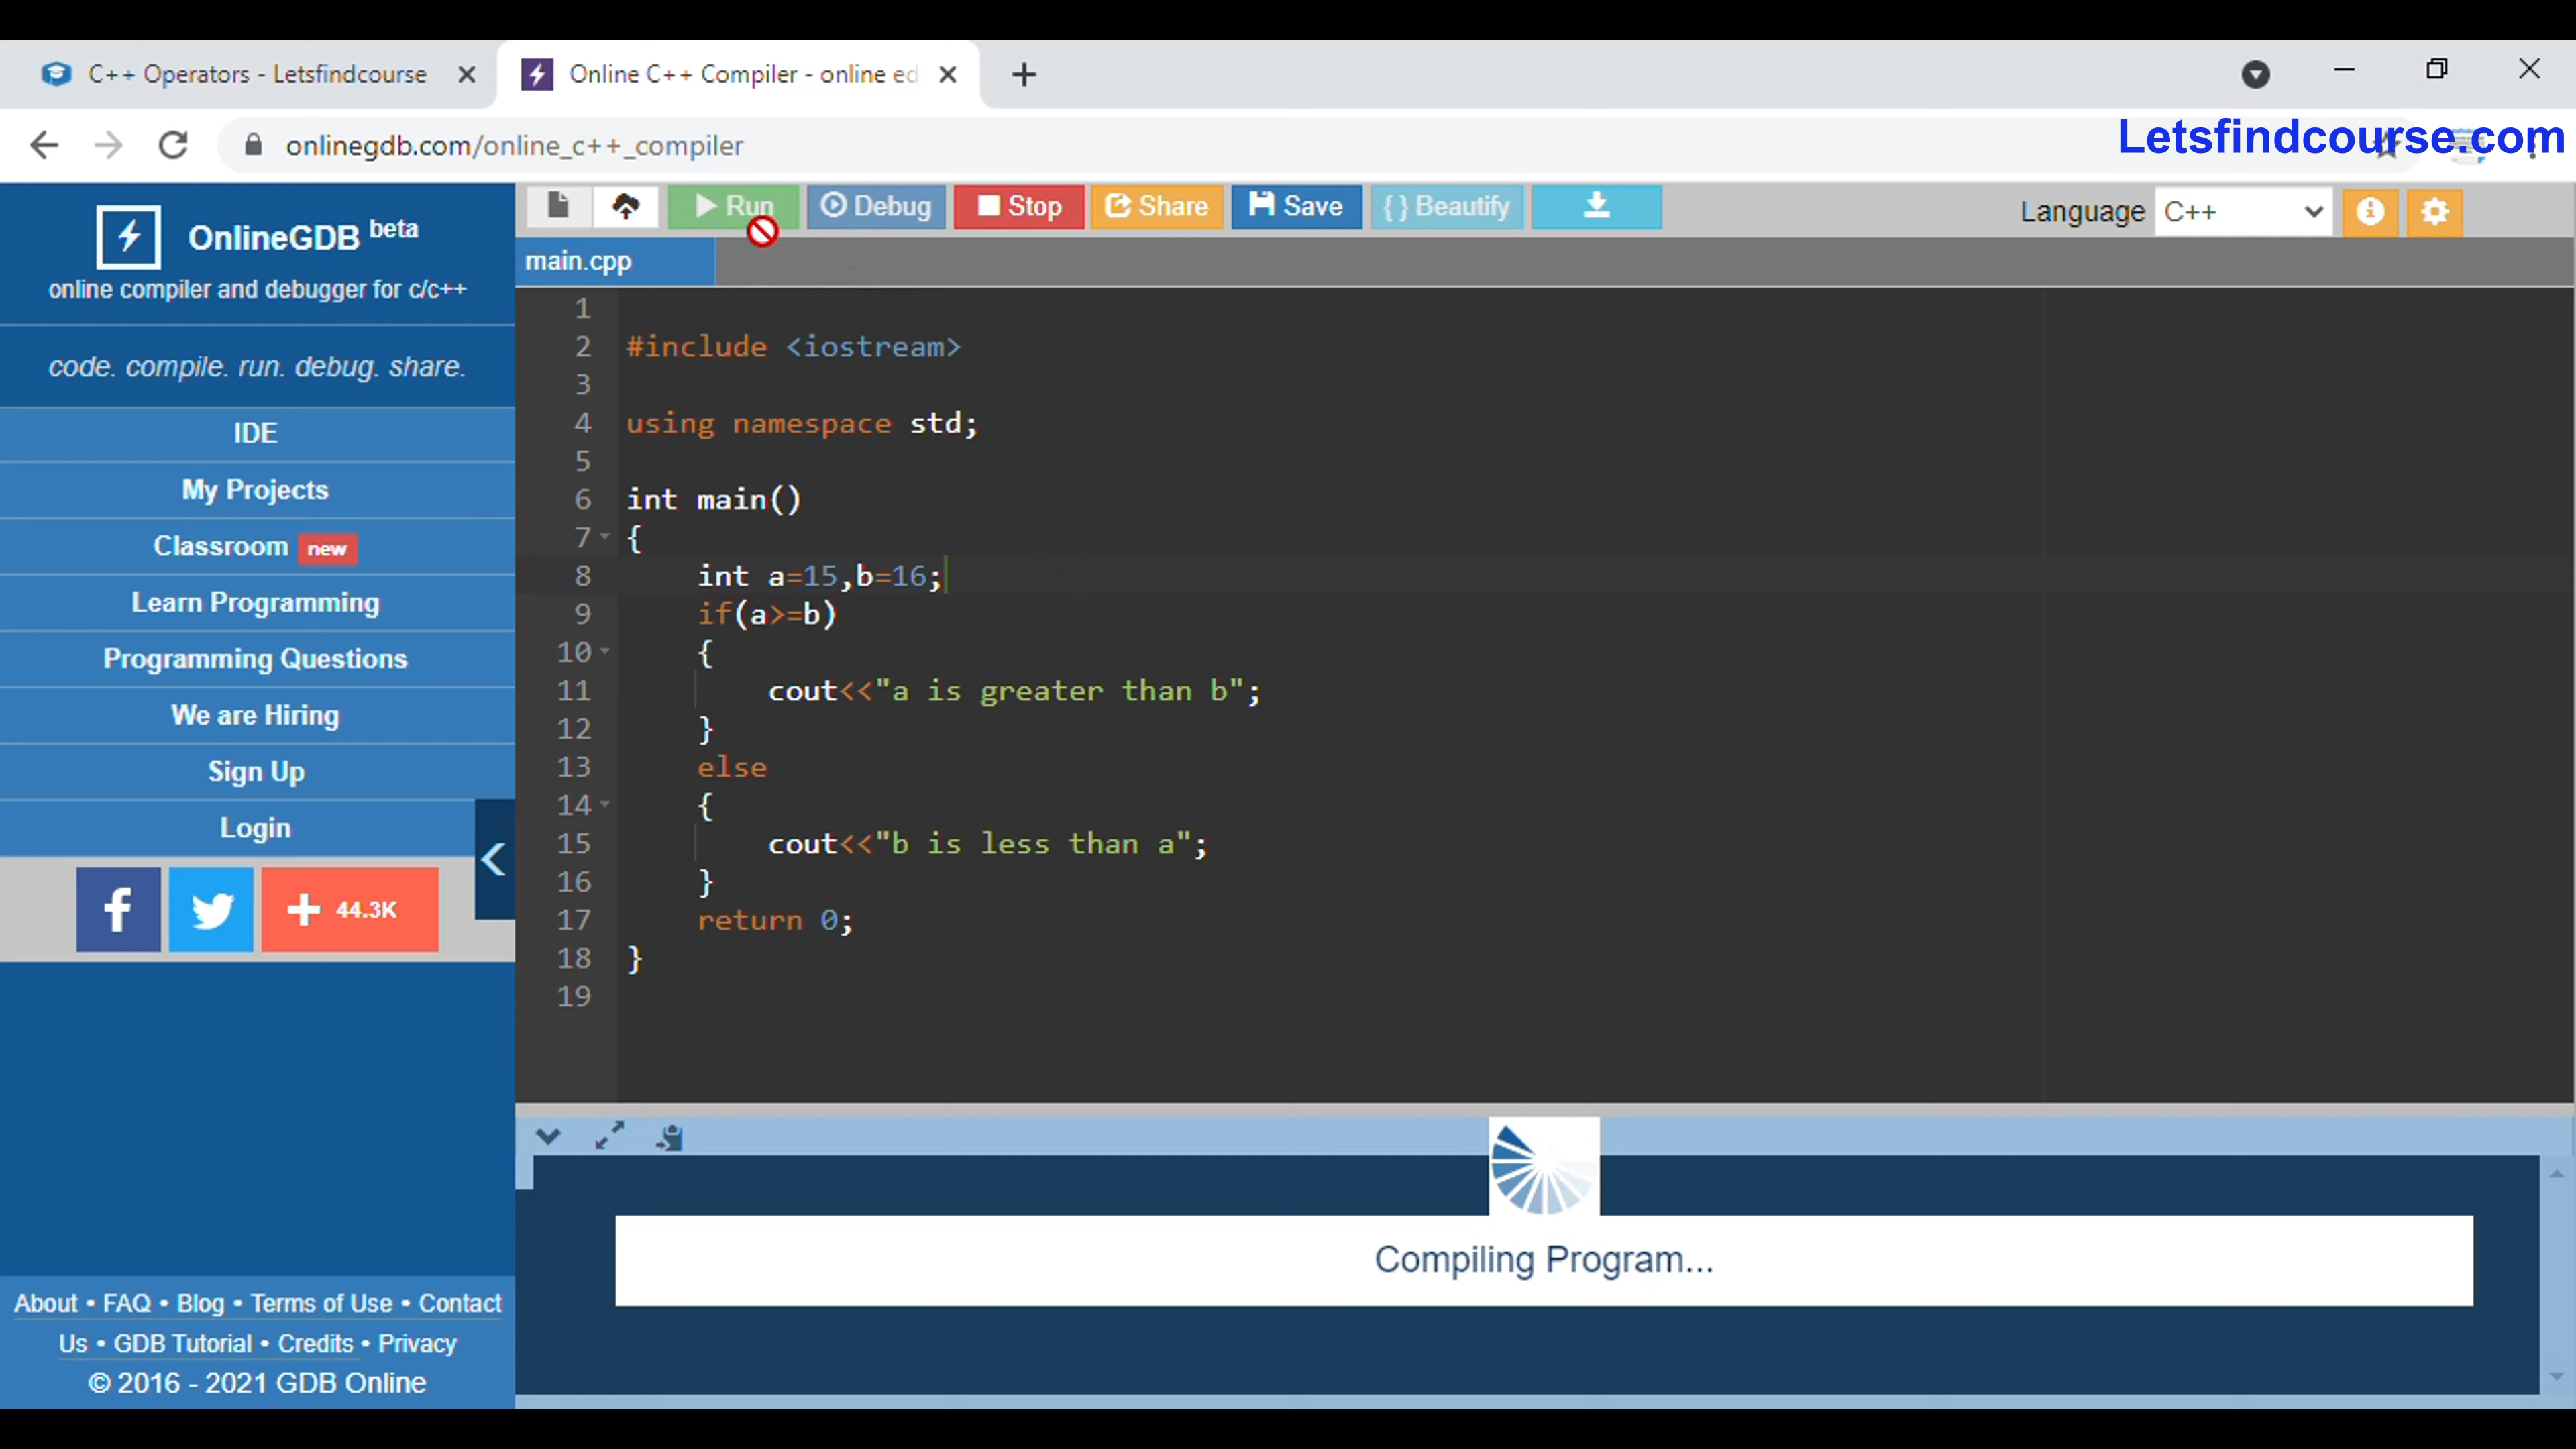 C++ Operators - Letsfindcourse
Online C++ Compiler - online ed
onlinegdb.com/online_c++_compiler
Letsfindcourse.com
OnlineGDB beta
online compiler and debugger for c/c++
code. compile. run. debug. share.
IDE
My Projects
Classroom new
Learn Programming
Programming Questions
We are Hiring
Sign Up
Login
f
+ 44.3K
About • FAQ • Blog • Terms of Use • Contact
Us • GDB Tutorial • Credits • Privacy
© 2016 - 2021 GDB Online
Run Debug Stop Share Save { } Beautify
Language C++
main.cpp
1
2 #include <iostream>
3
4 using namespace std;
5
6 int main()
7 {
8 int a=15,b=16;
9 if(a>=b)
10 {
11 cout<<"a is greater than b";
12 }
13 else
14 {
15 cout<<"b is less than a";
16 }
17 return 0;
18 }
19
Compiling Program...